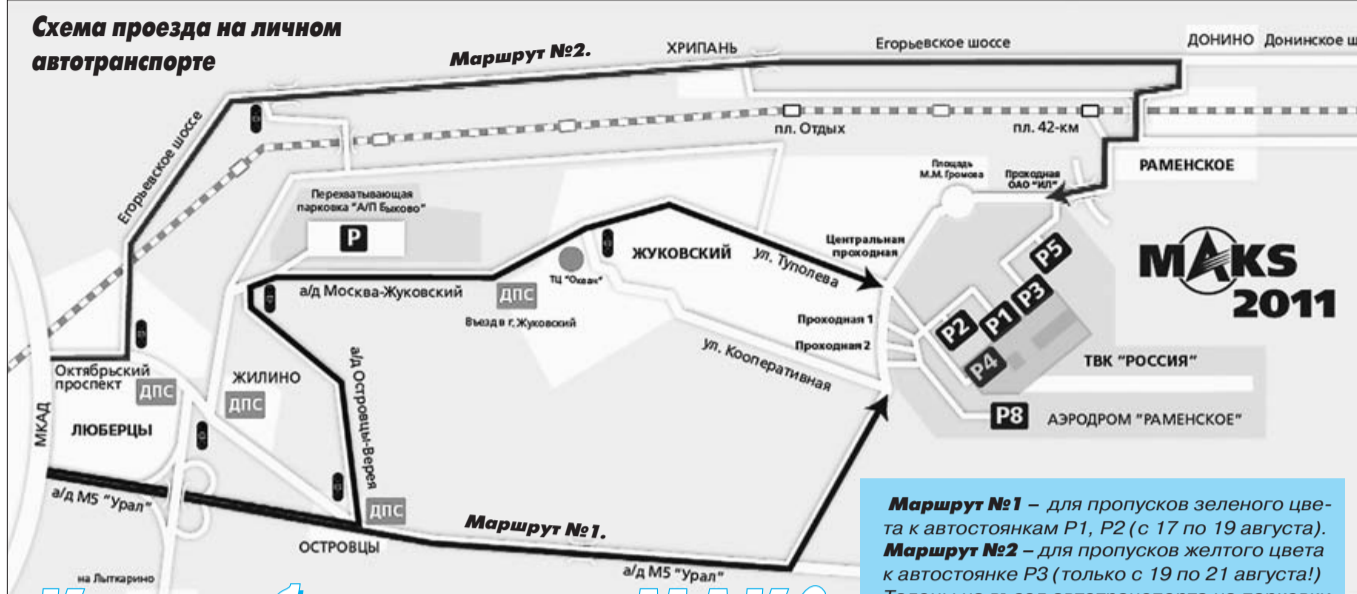 Схема проезда на личном
автотранспорте
Маршрут №2.
ХРИПАНЬ
Егорьевское шоссе
ДОНИНО
Донинское ш
Егорьевское шоссе
пл. Отдых
пл. 42-км
РАМЕНСКОЕ
Площадь
М.М. Громова
Проходная
ОАО "ИЛ"
Перехватывающая
парковка "А/П Быково"
P
Центральная
проходная
ЖУКОВСКИЙ
ул. Туполева
ТЦ "Океан"
а/д Москва-Жуковский
ДПС
Въезд в г. Жуковский
P5
P3
P1
P2
P4
MAKS
2011
Проходная 1
Проходная 2
ул. Кооперативная
ТВК "РОССИЯ"
P8
АЭРОДРОМ "РАМЕНСКОЕ"
Октябрьский
проспект
ДПС
ЖИЛИНО
ДПС
а/д Островцы-Верея
МКАД
ЛЮБЕРЦЫ
а/д М5 "Урал"
ДПС
ОСТРОВЦЫ
Маршрут №1.
а/д М5 "Урал"
на Лыткарино
Маршрут №1 – для пропусков зеленого цве-
та к автостоянкам P1, P2 (с 17 по 19 августа).
Маршрут №2 – для пропусков желтого цвета
к автостоянке P3 (только с 19 по 21 августа!)